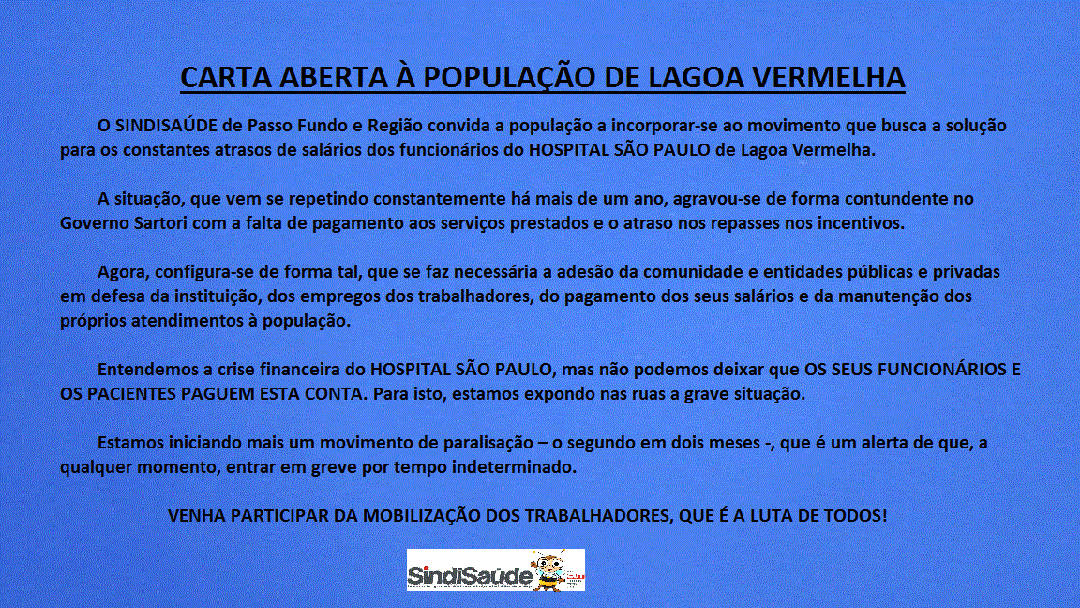 CARTA ABERTA À POPULAÇÃO DE LAGOA VERMELHA
O SINDISAÚDE de Passo Fundo e Região convida a população a incorporar-se ao movimento que busca a solução
para os constantes atrasos de salários dos funcionários do HOSPITAL SÃO PAULO de Lagoa Vermelha.
A situação, que vem se repetindo constantemente há mais de um ano, agravou-se de forma contundente no
Governo Sartori com a falta de pagamento aos serviços prestados e o atraso nos repasses nos incentivos.
Agora, configura-se de forma tal, que se faz necessária a adesão da comunidade e entidades públicas e privadas
em defesa da instituição, dos empregos dos trabalhadores, do pagamento dos seus salários e da manutenção dos
próprios atendimentos à população.
Entendemos a crise financeira do HOSPITAL SÃO PAULO, mas não podemos deixar que OS SEUS FUNCIONÁRIOS E
OS PACIENTES PAGUEM ESTA CONTA. Para isto, estamos expondo nas ruas a grave situação.
Estamos iniciando mais um movimento de paralisação – o segundo em dois meses -, que é um alerta de que, a
qualquer momento, entrar em greve por tempo indeterminado.
VENHA PARTICIPAR DA MOBILIZAÇÃO DOS TRABALHADORES, QUE É A LUTA DE TODOS!
SindiSaúde